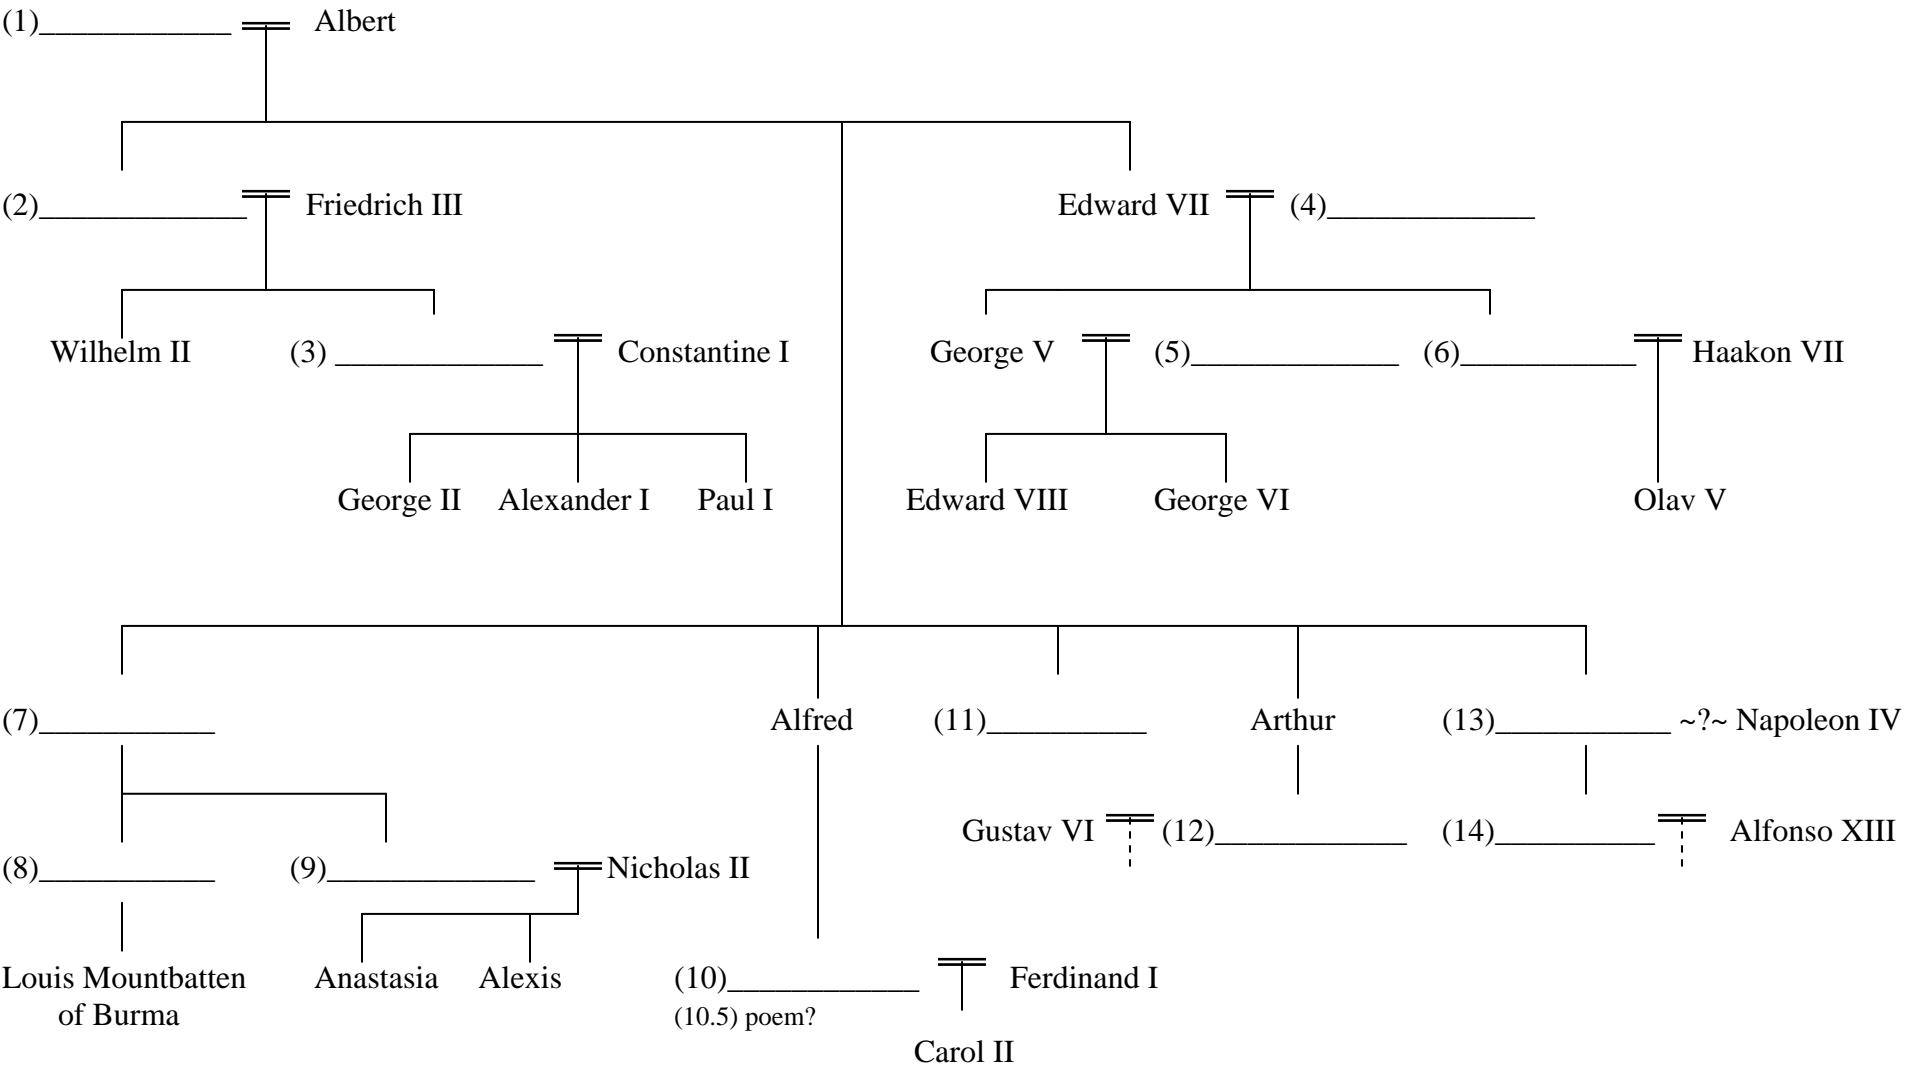 (1)____________ Albert
(2)_____________ Friedrich III Edward VII (4)_____________
Wilhelm II (3) _____________ Constantine I George V (5)_____________ (6)___________ Haakon VII
George II Alexander I Paul I Edward VIII George VI Olav V
(7)___________ Alfred (11)__________ Arthur (13)___________ ~?~ Napoleon IV
Gustav VI (12)____________ (14)__________ Alfonso XIII
(8)___________ (9)_____________ Nicholas II
Louis Mountbatten Anastasia Alexis (10)____________ Ferdinand I
of Burma (10.5) poem?
Carol II